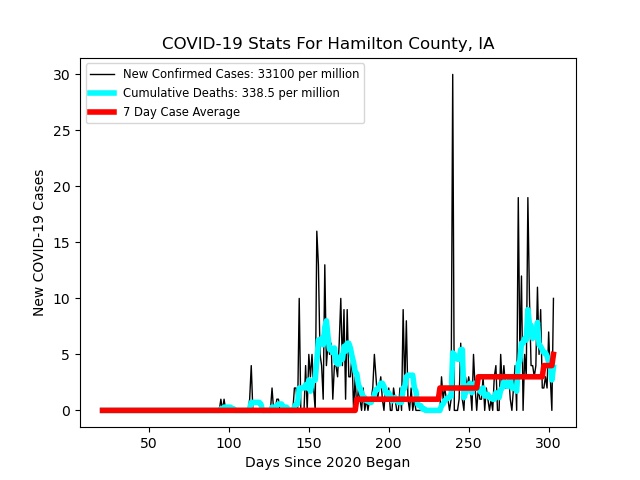 COVID-19 Stats For Hamilton County, IA
New Confirmed Cases: 33100 per million
Cumulative Deaths: 338.5 per million
7 Day Case Average
New COVID-19 Cases
30
25
20
15
10
5
0
50 100 150 200 250 300
Days Since 2020 Began